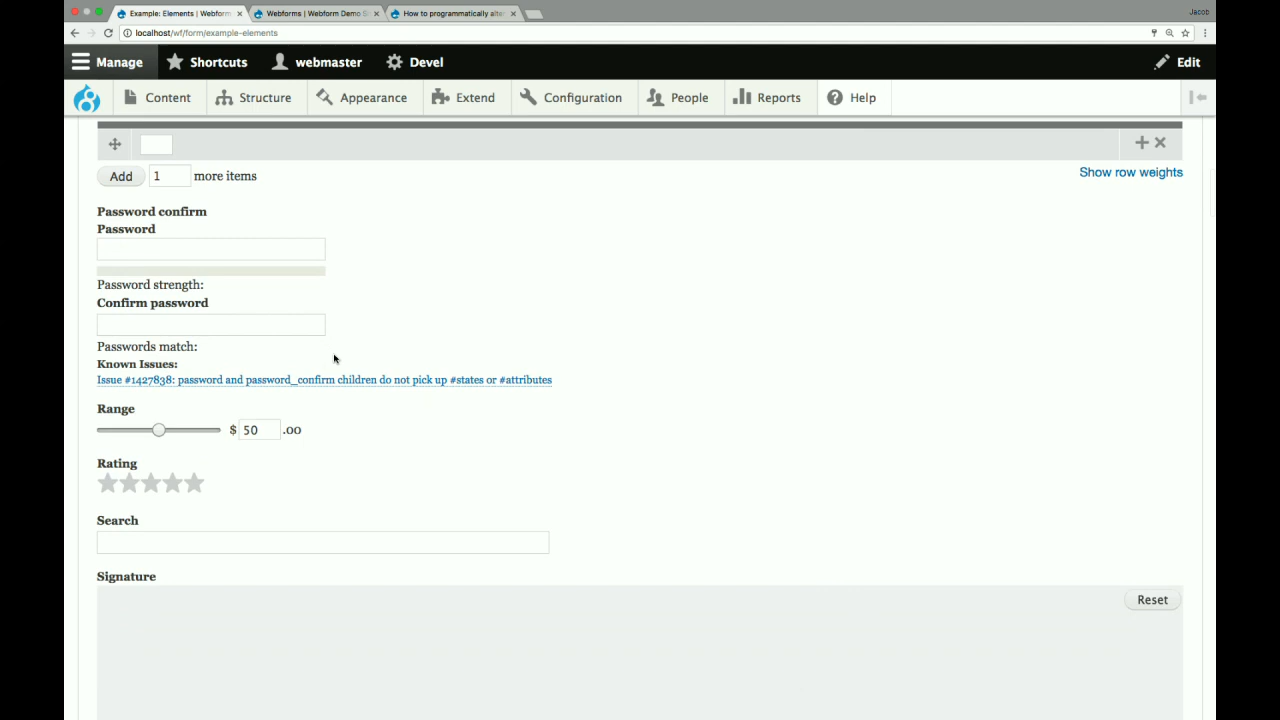 Example: Elements | Webform
Webforms | Webform Demo S
How to programmatically alte
Jacob
localhost/wf/form/example-elements
Manage
Shortcuts
webmaster
Devel
Edit
Content
Structure
Appearance
Extend
Configuration
People
Reports
Help
Add
1
more items
Show row weights
Password confirm
Password
Password strength:
Confirm password
Passwords match:
Known Issues:
Issue #1427838: password and password_confirm children do not pick up #states or #attributes
Range
$ 50 .00
Rating
Search
Signature
Reset